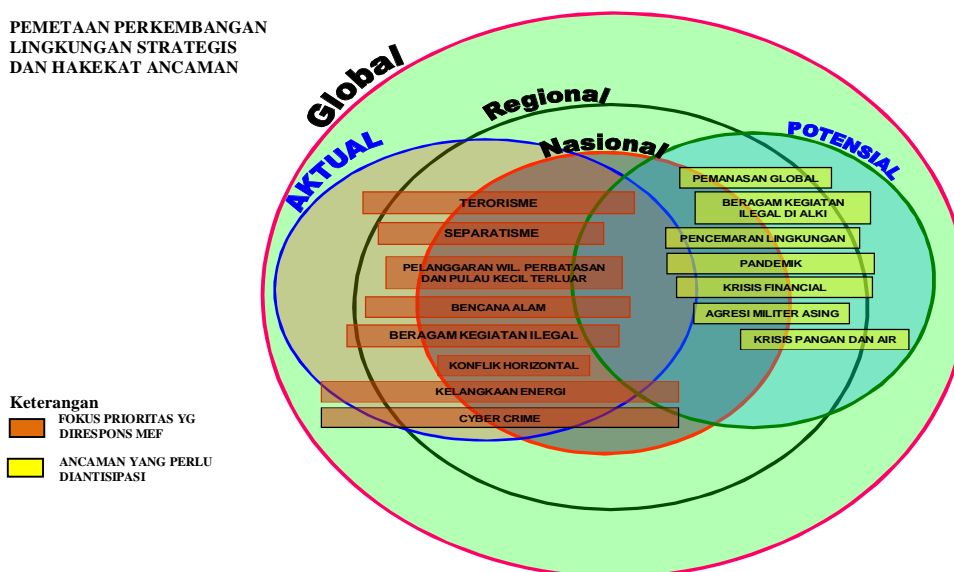 PEMETAAN PERKEMBANGAN
LINGKUNGAN STRATEGIS
DAN HAKEKAT ANCAMAN
Global
Regional
Nasional
AKTUAL
POTENSIAL
TERORISME
SEPARATISME
PELANGGARAN WIL. PERBATASAN
DAN PULAU KECIL TERLUAR
BENCANA ALAM
BERAGAM KEGIATAN ILEGAL
KONFLIK HORIZONTAL
KELANGKAAN ENERGI
CYBER CRIME
PEMANASAN GLOBAL
BERAGAM KEGIATAN
ILEGAL DI ALKI
PENCEMARAN LINGKUNGAN
PANDEMIK
KRISIS FINANCIAL
AGRESI MILITER ASING
KRISIS PANGAN DAN AIR
Keterangan
FOKUS PRIORITAS YG
DIRESPONS MEF
ANCAMAN YANG PERLU
DIANTISIPASI